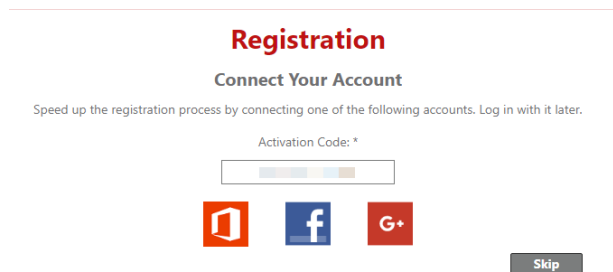 Registration
Connect Your Account
Speed up the registration process by connecting one of the following accounts. Log in with it later.
Activation Code: *
f
G+
Skip